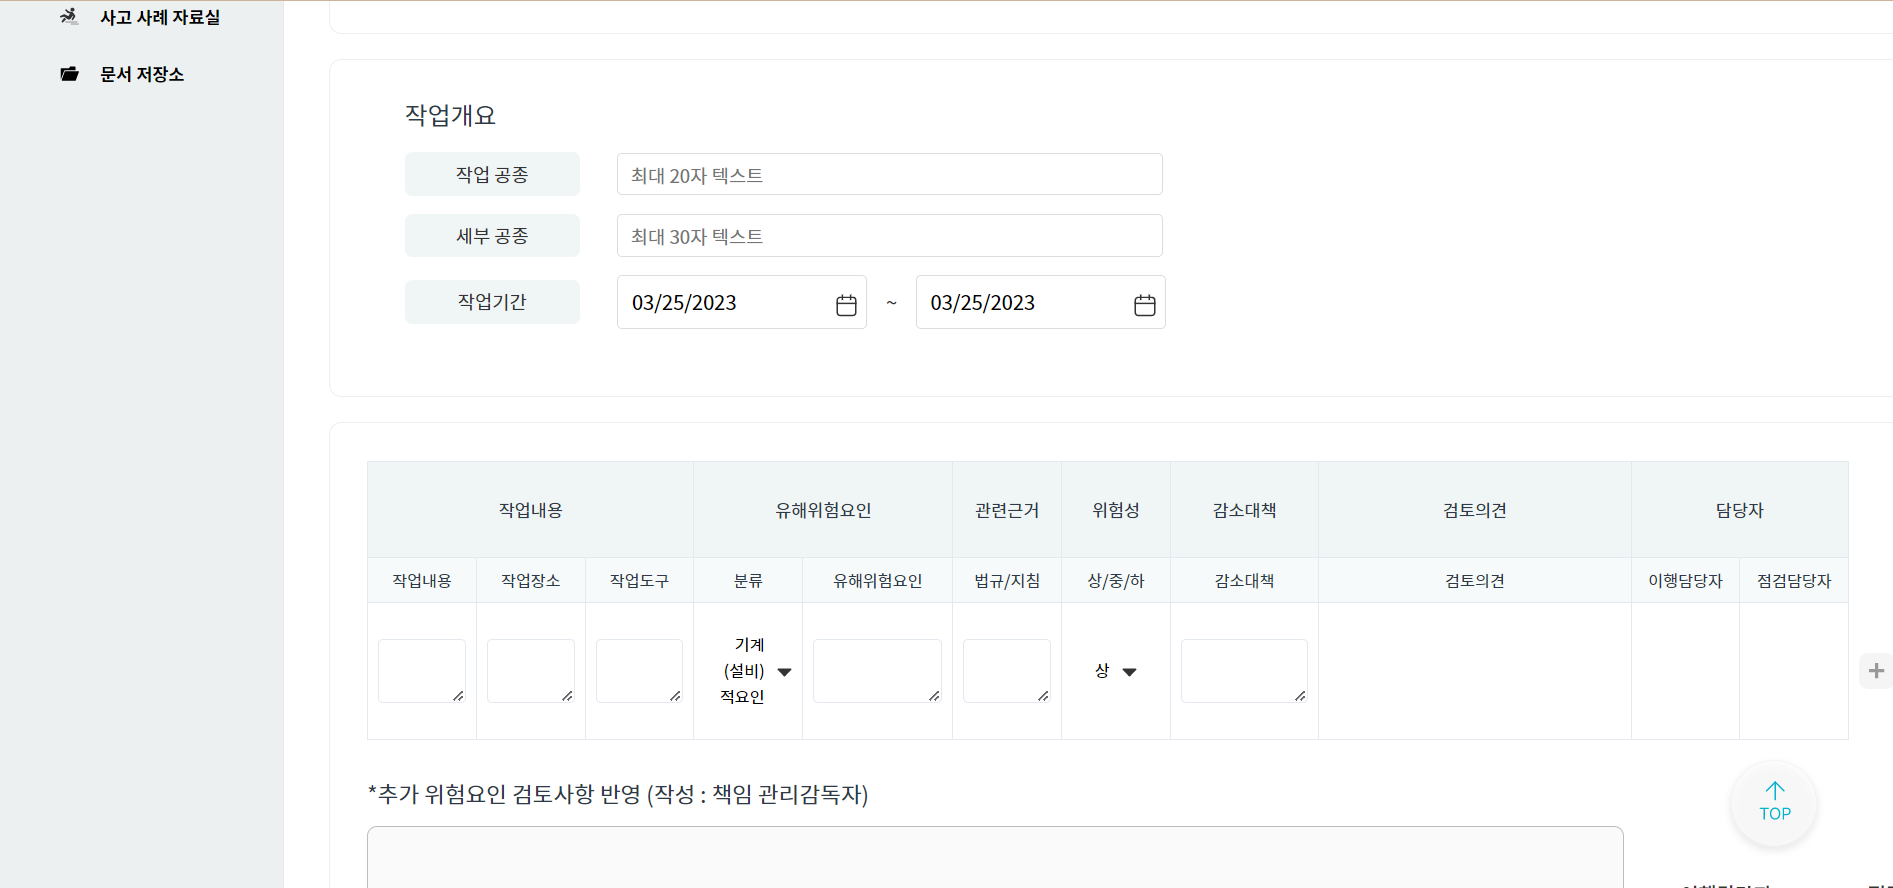 사고 사례 자료실
문서 저장소
작업개요
작업 공종
최대 20자 텍스트
세부 공종
최대 30자 텍스트
작업기간
03/25/2023 ~ 03/25/2023
작업내용 유해위험요인 관련근거 위험성 감소대책 검토의견 담당자
작업내용 작업장소 작업도구 분류 유해위험요인 법규/지침 상/중/하 감소대책 검토의견 이행담당자 점검담당자
기계
(설비)
적요인
상
+
*추가 위험요인 검토사항 반영 (작성 : 책임 관리감독자)
TOP